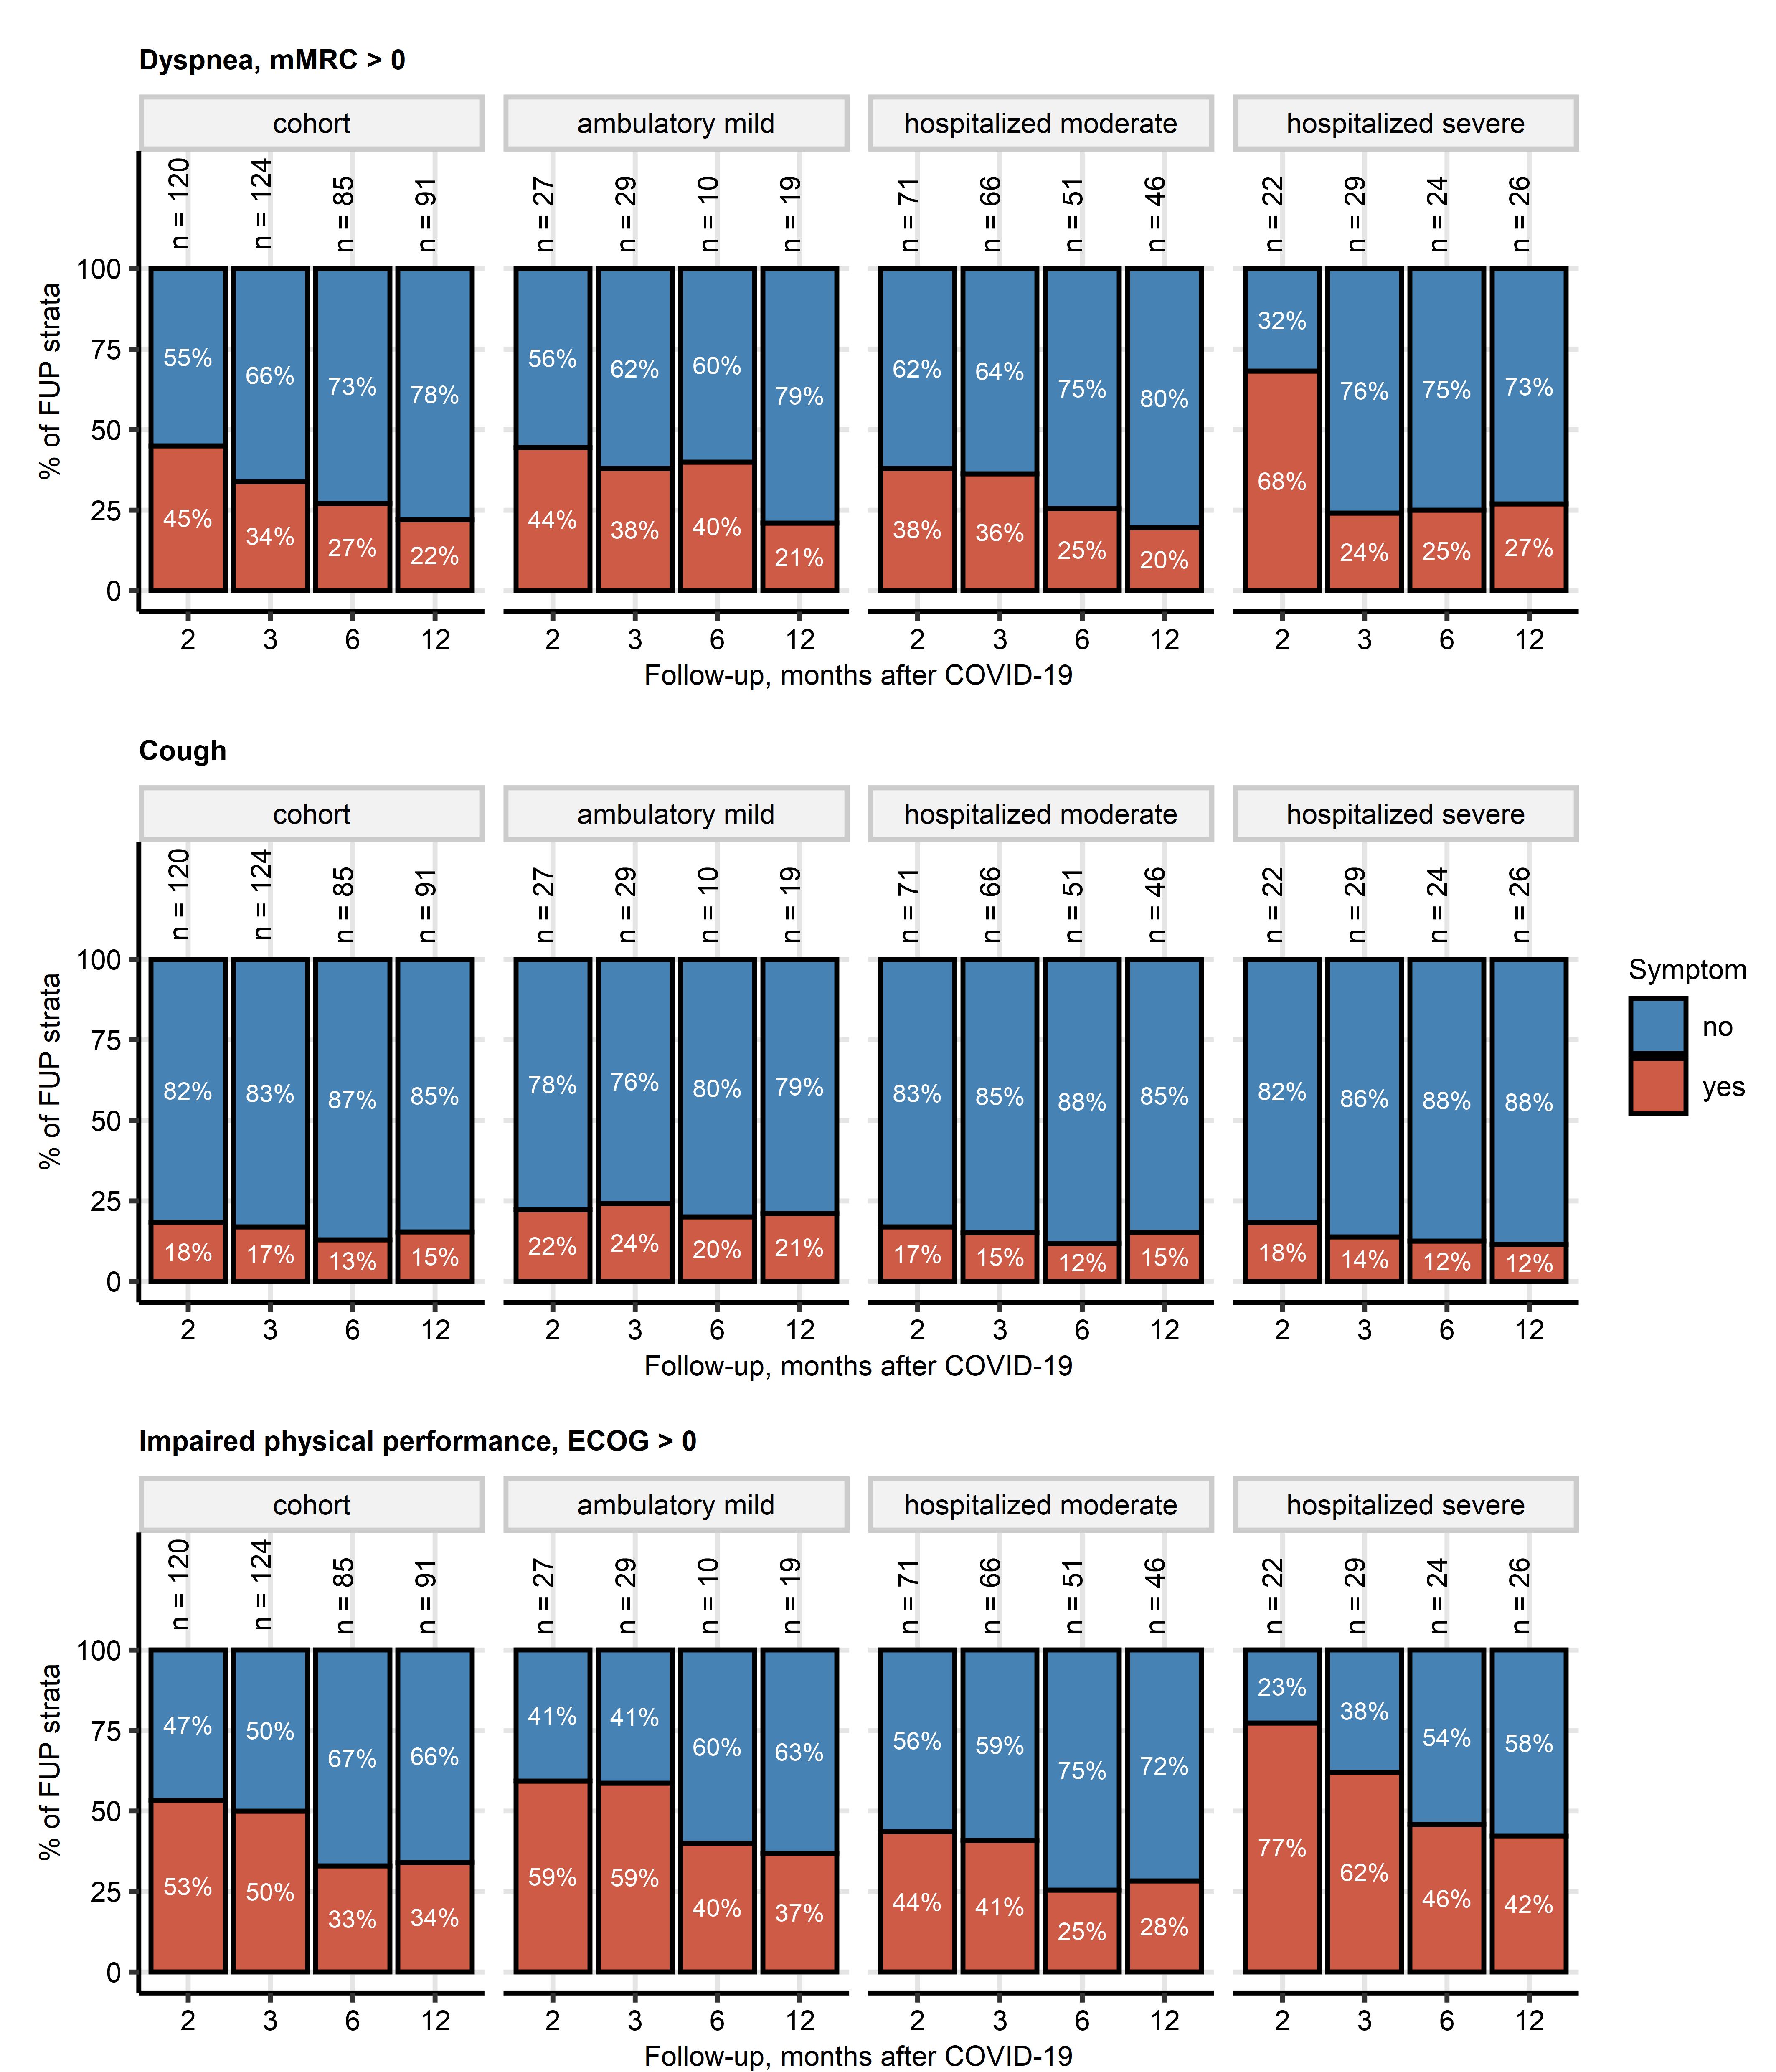 Dyspnea, mMRC > 0
cohort ambulatory mild hospitalized moderate hospitalized severe
n = 120 n = 124 n = 85 n = 91 n = 27 n = 29 n = 10 n = 19 n = 71 n = 66 n = 51 n = 46 n = 22 n = 29 n = 24 n = 26
% of FUP strata
100
75
50
25
0
55% 66% 73% 78% 56% 62% 60% 79% 62% 64% 75% 80% 32% 76% 75% 73%
45% 34% 27% 22% 44% 38% 40% 21% 38% 36% 25% 20% 68% 24% 25% 27%
2 3 6 12 2 3 6 12 2 3 6 12 2 3 6 12
Follow-up, months after COVID-19
Cough
cohort ambulatory mild hospitalized moderate hospitalized severe
n = 120 n = 124 n = 85 n = 91 n = 27 n = 29 n = 10 n = 19 n = 71 n = 66 n = 51 n = 46 n = 22 n = 29 n = 24 n = 26
% of FUP strata
100
75
50
25
0
82% 83% 87% 85% 78% 76% 80% 79% 83% 85% 88% 85% 82% 86% 88% 88%
18% 17% 13% 15% 22% 24% 20% 21% 17% 15% 12% 15% 18% 14% 12% 12%
2 3 6 12 2 3 6 12 2 3 6 12 2 3 6 12
Follow-up, months after COVID-19
Symptom
no
yes
Impaired physical performance, ECOG > 0
cohort ambulatory mild hospitalized moderate hospitalized severe
n = 120 n = 124 n = 85 n = 91 n = 27 n = 29 n = 10 n = 19 n = 71 n = 66 n = 51 n = 46 n = 22 n = 29 n = 24 n = 26
% of FUP strata
100
75
50
25
0
47% 50% 67% 66% 41% 41% 60% 63% 56% 59% 75% 72% 23% 38% 54% 58%
53% 50% 33% 34% 59% 59% 40% 37% 44% 41% 25% 28% 77% 62% 46% 42%
2 3 6 12 2 3 6 12 2 3 6 12 2 3 6 12
Follow-up, months after COVID-19